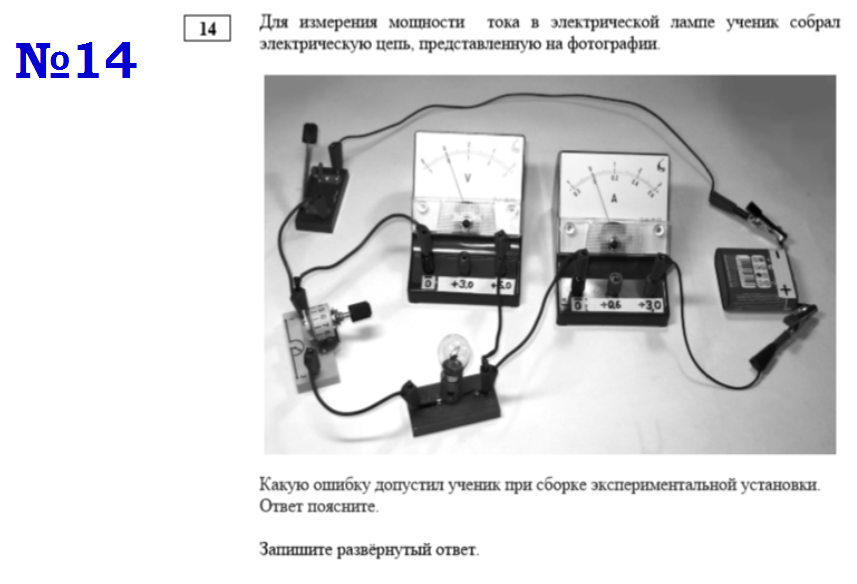 14
Для измерения мощности тока в электрической лампе ученик собрал
электрическую цепь, представленную на фотографии.
№14
V
A
0 +3,0 +6,0
0 +0,6 +3,0
-
+
Какую ошибку допустил ученик при сборке экспериментальной установки.
Ответ поясните.
Запишите развёрнутый ответ.